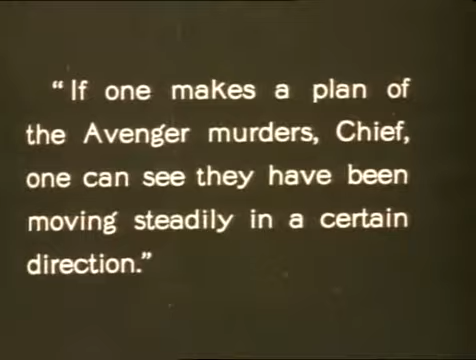 “If one makes a plan of
the Avenger murders, Chief,
one can see they have been
moving steadily in a certain
direction.”